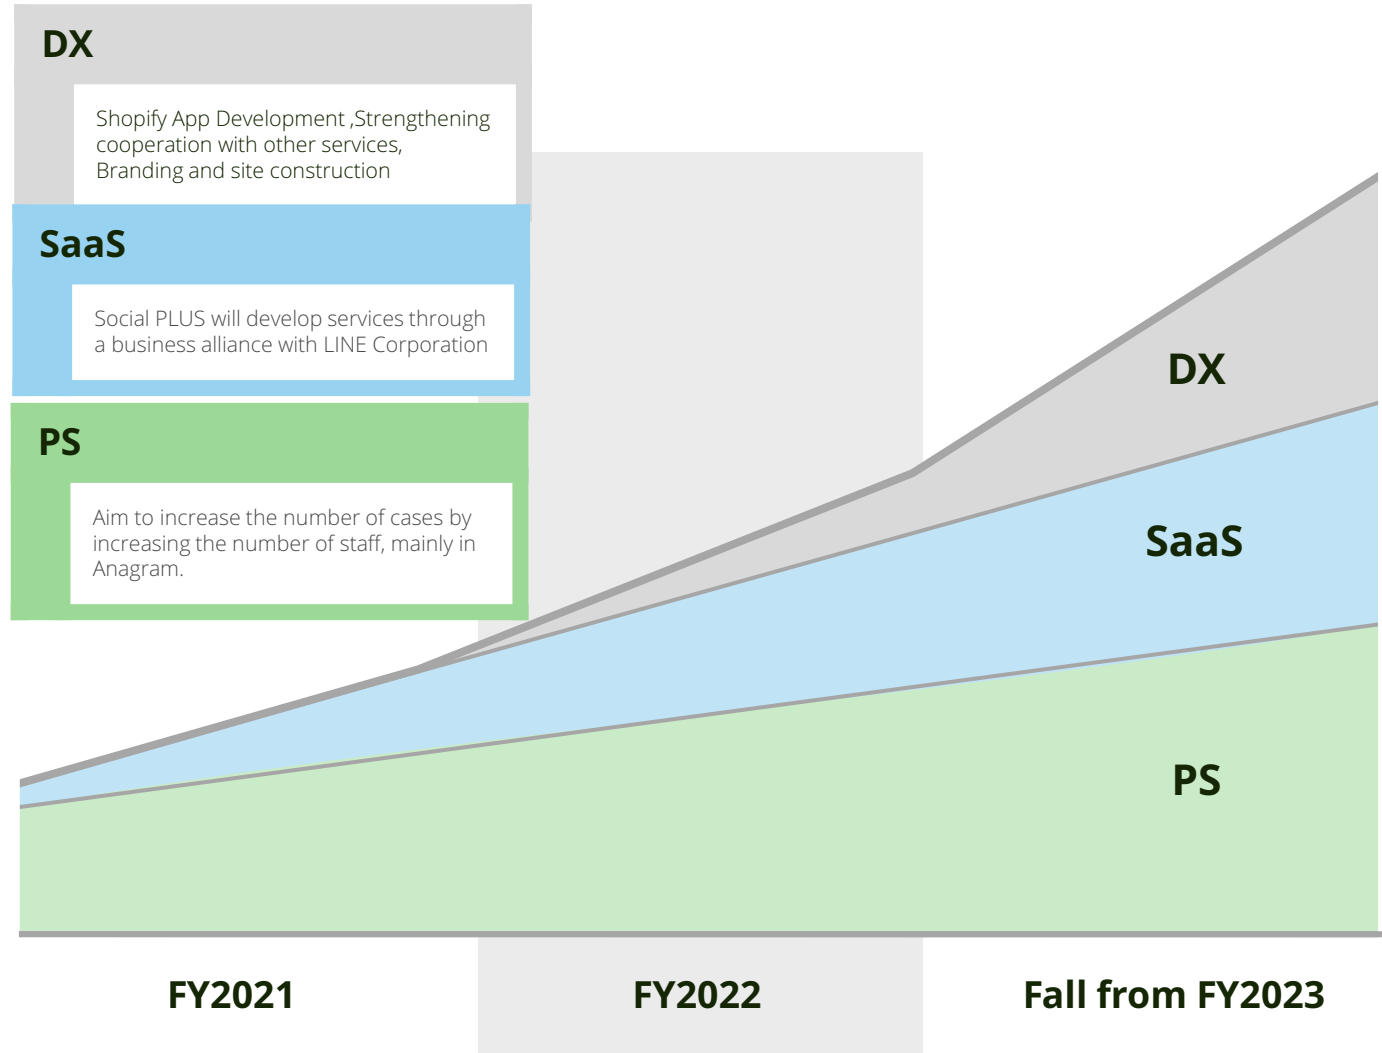 DX
Shopify App Development ,Strengthening
cooperation with other services,
Branding and site construction
SaaS
Social PLUS will develop services through
a business alliance with LINE Corporation
PS
Aim to increase the number of cases by
increasing the number of staff, mainly in
Anagram.
DX
SaaS
PS
FY2021
FY2022
Fall from FY2023